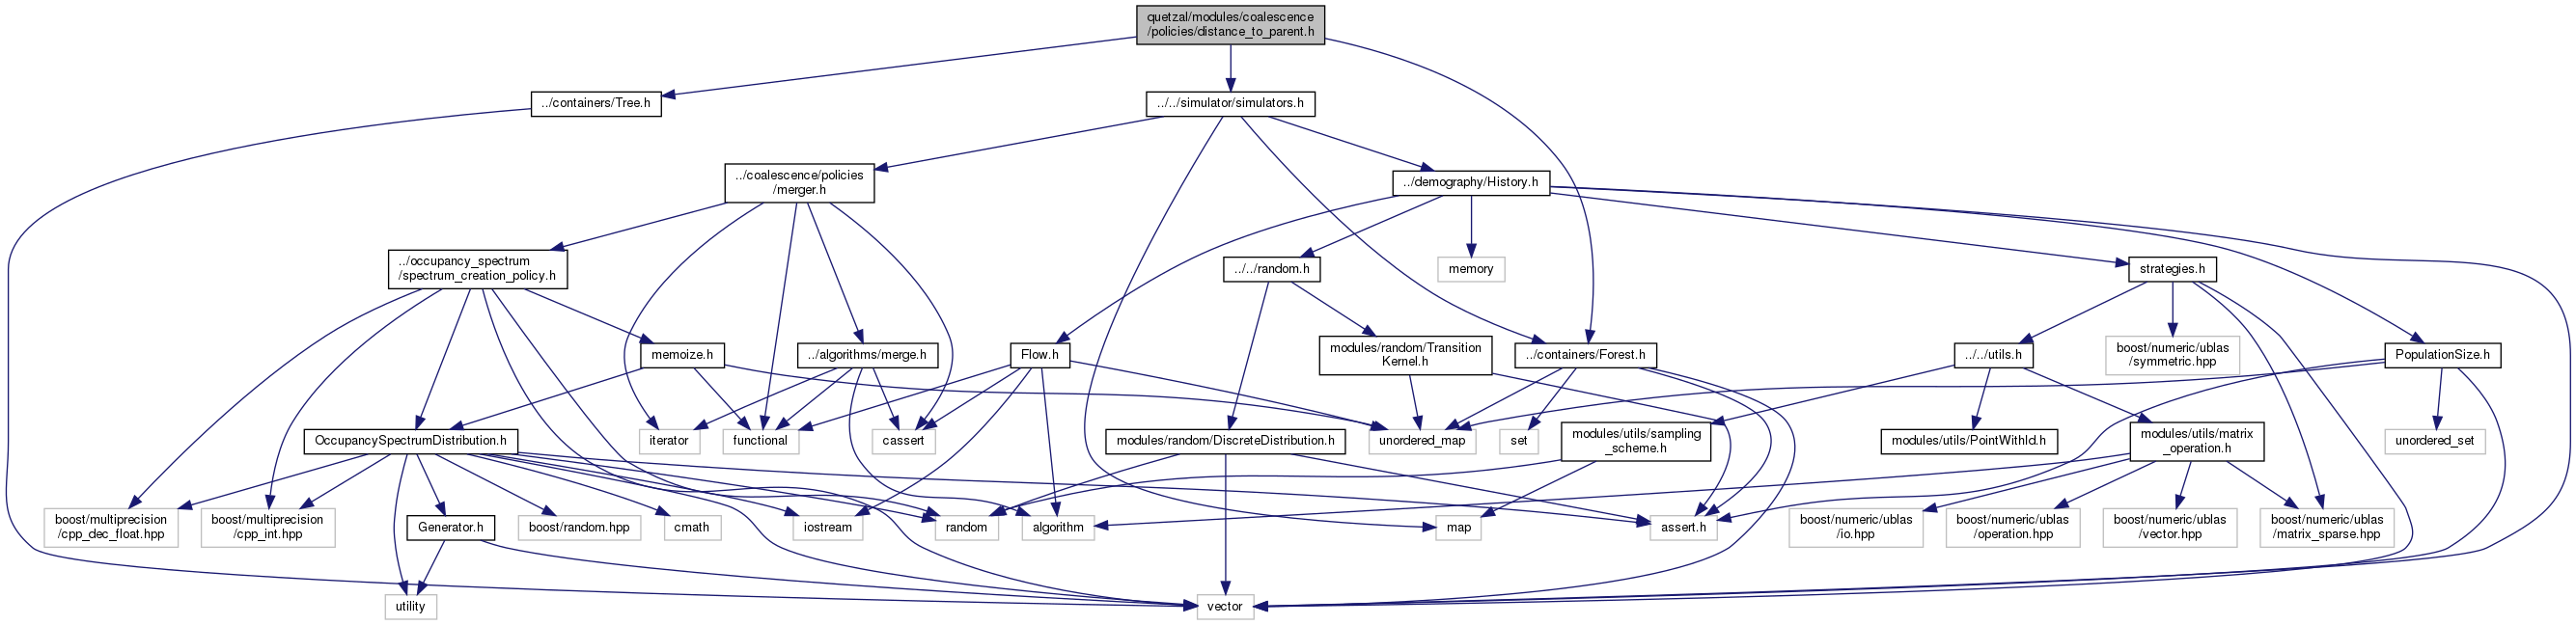 quetzal/modules/coalescence
/policies/distance_to_parent.h
../containers/Tree.h
../../simulator/simulators.h
../coalescence/policies
/merger.h
../demography/History.h
../occupancy_spectrum
/spectrum_creation_policy.h
../../random.h
memory
strategies.h
memoize.h
../algorithms/merge.h
Flow.h
modules/random/Transition
Kernel.h
../containers/Forest.h
../../utils.h
boost/numeric/ublas
/symmetric.hpp
PopulationSize.h
OccupancySpectrumDistribution.h
iterator
functional
cassert
modules/random/DiscreteDistribution.h
unordered_map
set
modules/utils/sampling
_scheme.h
modules/utils/PointWithId.h
modules/utils/matrix
_operation.h
unordered_set
boost/multiprecision
/cpp_dec_float.hpp
boost/multiprecision
/cpp_int.hpp
Generator.h
boost/random.hpp
cmath
iostream
random
algorithm
map
assert.h
boost/numeric/ublas
/io.hpp
boost/numeric/ublas
/operation.hpp
boost/numeric/ublas
/vector.hpp
boost/numeric/ublas
/matrix_sparse.hpp
utility
vector